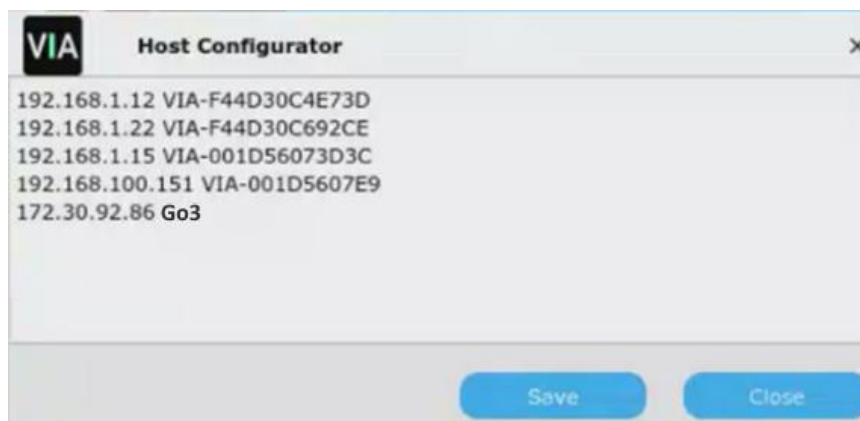 VIA Host Configurator ×
192.168.1.12 VIA-F44D30C4E73D
192.168.1.22 VIA-F44D30C692CE
192.168.1.15 VIA-001D56073D3C
192.168.100.151 VIA-001D5607E9
172.30.92.86 Go3
Save Close